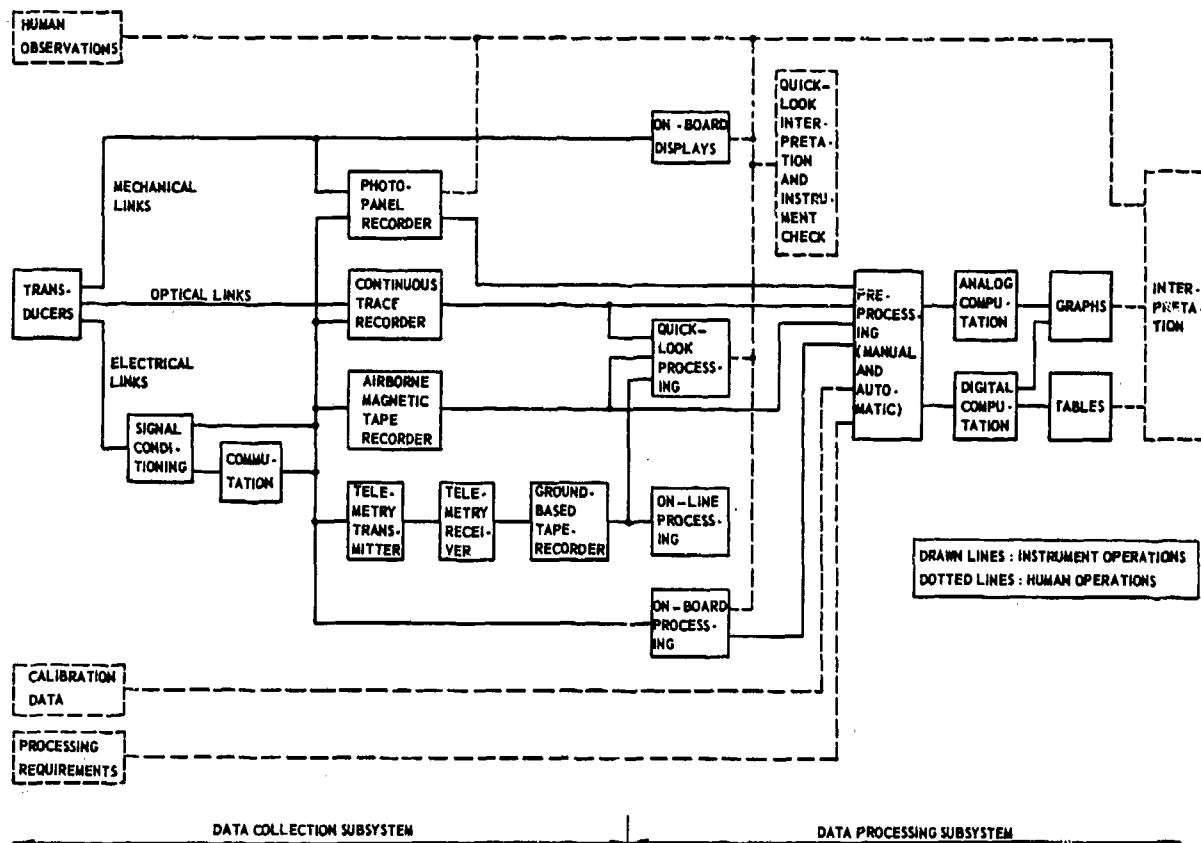 HUMAN
OBSERVATIONS
QUICK-
LOOK
INTER-
PRETA-
TION
AND
INSTRU-
MENT
CHECK
ON-BOARD
DISPLAYS
MECHANICAL
LINKS
PHOTO-
PANEL
RECORDER
TRANS-
DUCERS
OPTICAL LINKS
CONTINUOUS
TRACE
RECORDER
PRE-
PROCESS-
ING
(MANUAL
AND
AUTO-
MATIC)
ANALOG
COMPU-
TATION
GRAPHS
INTER-
PRETA-
TION
ELECTRICAL
LINKS
QUICK-
LOOK
PROCESS-
ING
AIRBORNE
MAGNETIC
TAPE
RECORDER
DIGITAL
COMPU-
TATION
TABLES
SIGNAL
CONDI-
TIONING
COMMU-
TATION
TELE-
METRY
TRANS-
MITTER
TELE-
METRY
RECEI-
VER
GROUND-
BASED
TAPE-
RECORDER
ON-LINE
PROCESS-
ING
DRAWN LINES : INSTRUMENT OPERATIONS
DOTTED LINES : HUMAN OPERATIONS
ON-BOARD
PROCESS-
ING
CALIBRATION
DATA
PROCESSING
REQUIREMENTS
DATA COLLECTION SUBSYSTEM
DATA PROCESSING SUBSYSTEM